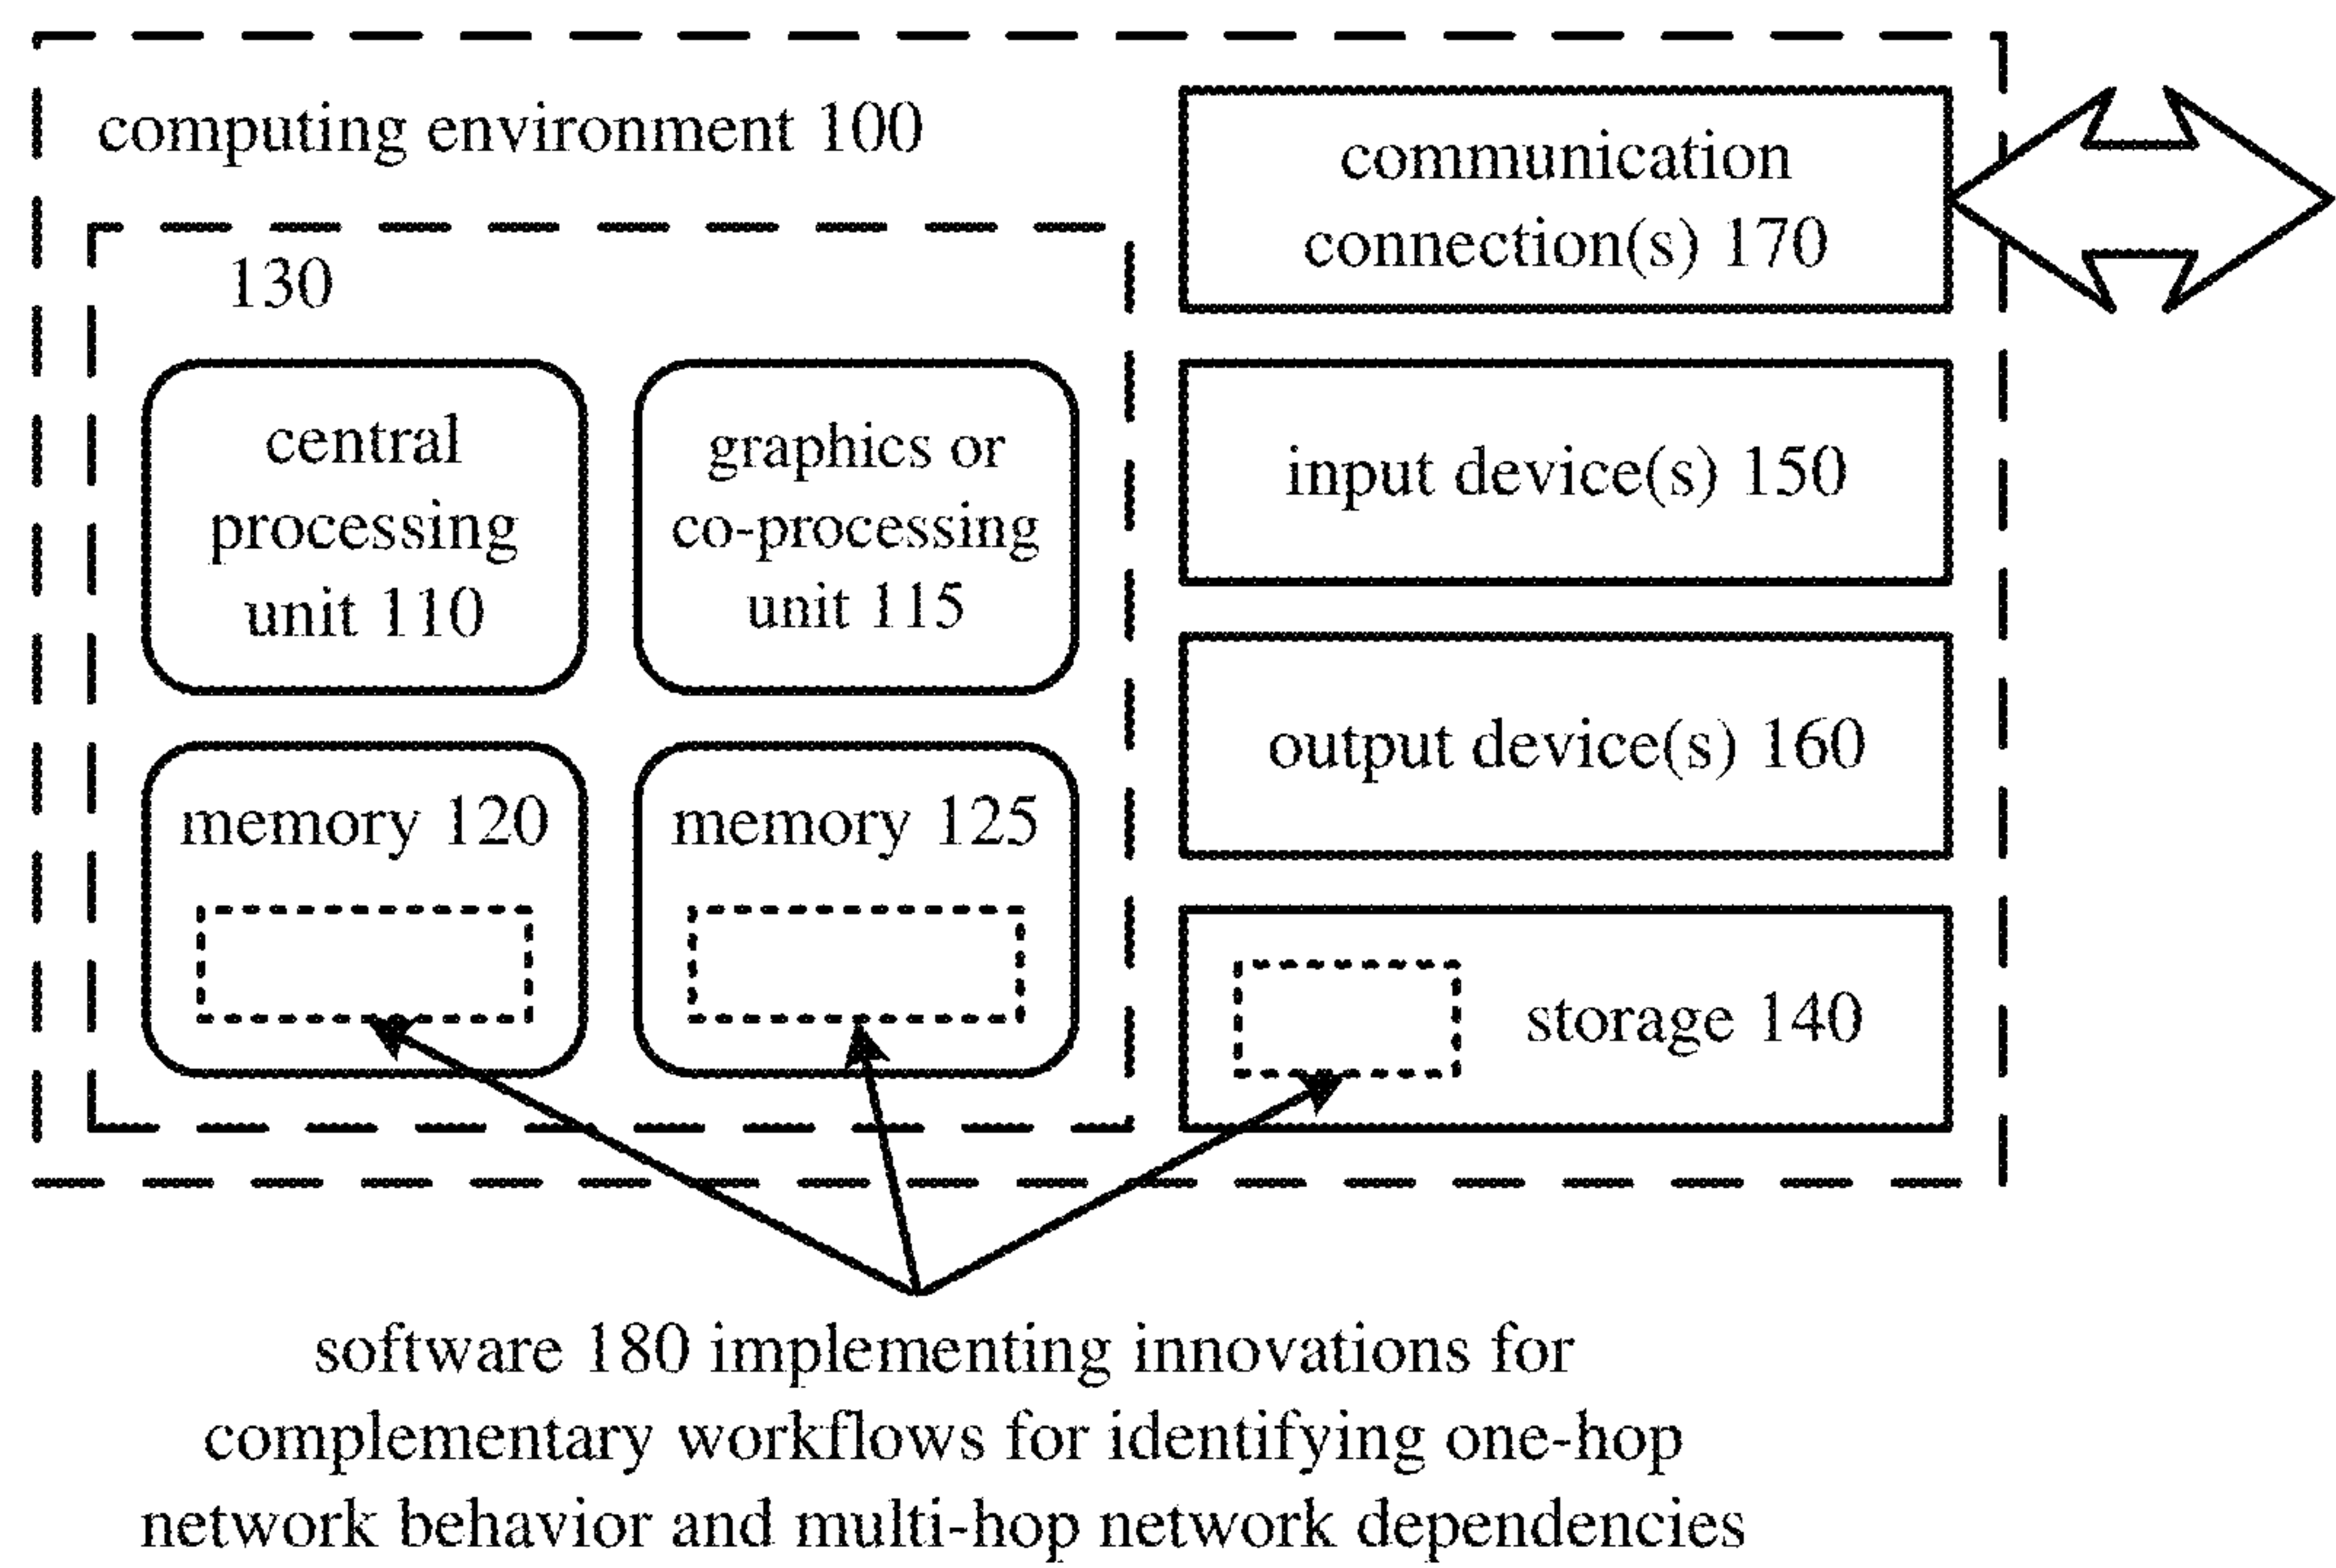 computing environment 100
130
central
processing
unit 110
graphics or
co-processing
unit 115
memory 120
memory 125
communication
connection(s) 170
input device(s) 150
output device(s) 160
storage 140
software 180 implementing innovations for
complementary workflows for identifying one-hop
network behavior and multi-hop network dependencies